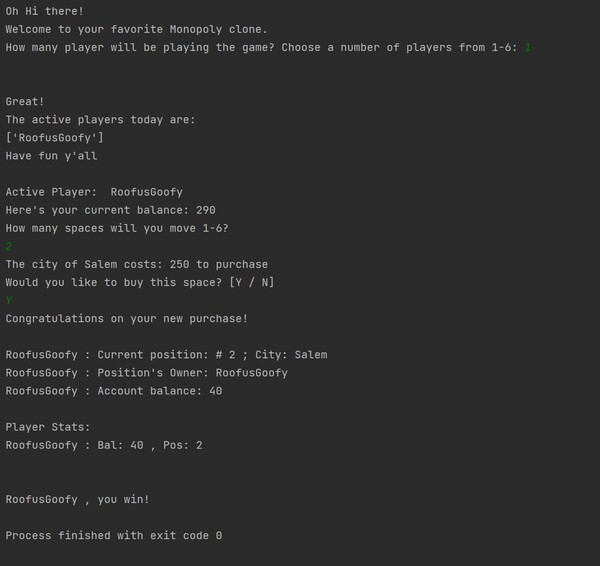 Oh Hi there!
Welcome to your favorite Monopoly clone.
How many player will be playing the game? Choose a number of players from 1-6: 1
Great!
The active players today are:
['RoofusGoofy']
Have fun y'all
Active Player:  RoofusGoofy
Here's your current balance: 290
How many spaces will you move 1-6?
2
The city of Salem costs: 250 to purchase
Would you like to buy this space? [Y / N]
Y
Congratulations on your new purchase!
RoofusGoofy : Current position: # 2 ; City: Salem
RoofusGoofy : Position's Owner: RoofusGoofy
RoofusGoofy : Account balance: 40
Player Stats:
RoofusGoofy : Bal: 40 , Pos: 2
RoofusGoofy , you win!
Process finished with exit code 0